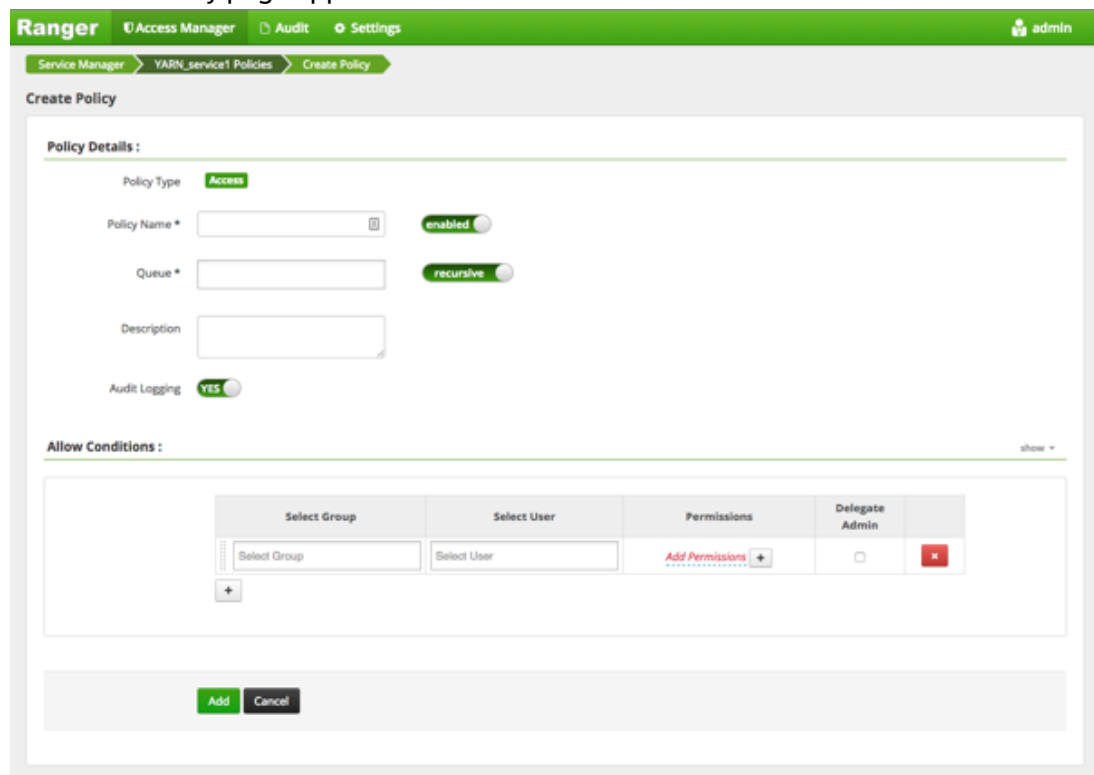 Ranger Access Manager Audit Settings admin
Service Manager YARN_service1 Policies Create Policy
Create Policy
Policy Details :
Policy Type Access
Policy Name * enabled
Queue * recursive
Description
Audit Logging YES
Allow Conditions : show
Select Group Select User Permissions Delegate Admin
Select Group Select User Add Permissions +
+
Add Cancel